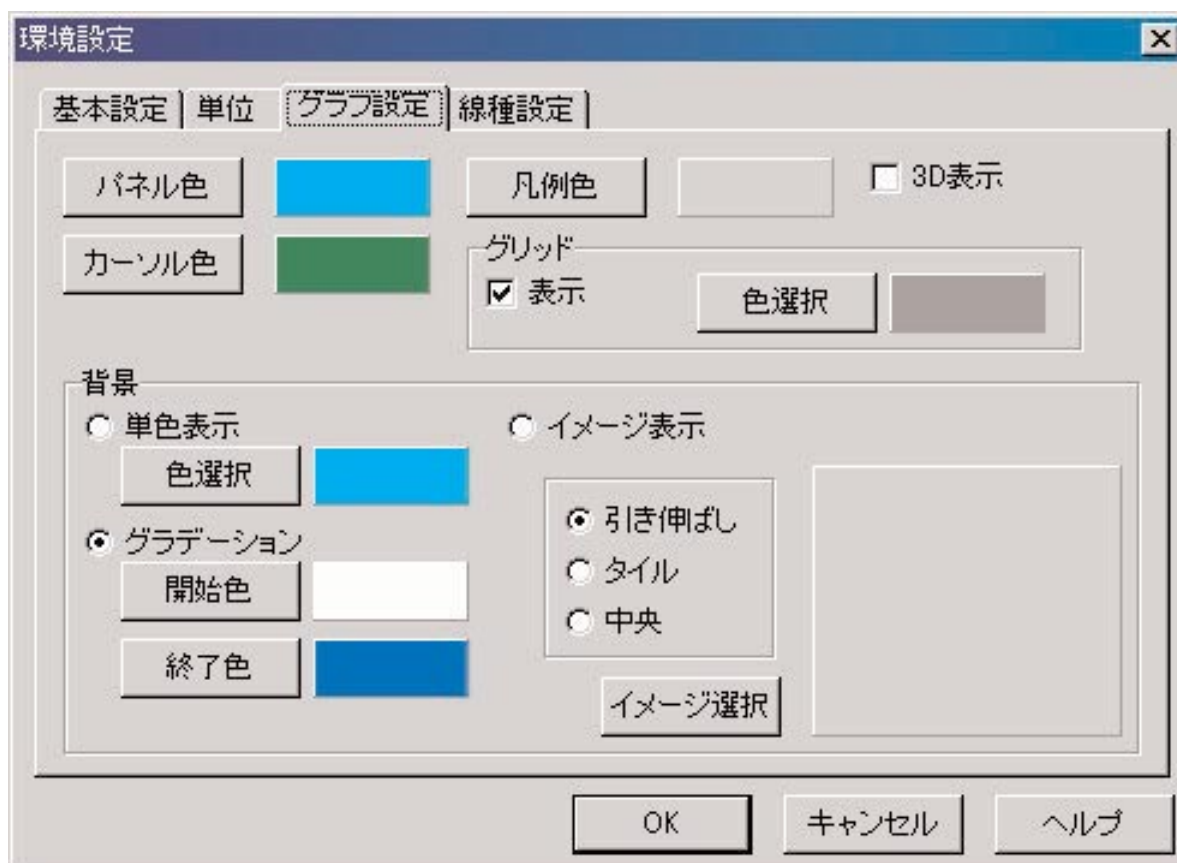 環境設定
基本設定 単位 グラフ設定 線種設定
パネル色 凡例色 3D表示
カーソル色
グリッド
表示 色選択
背景
単色表示 イメージ表示
色選択
引き伸ばし
グラデーション
タイル
開始色
中央
終了色
イメージ選択
OK キャンセル ヘルプ